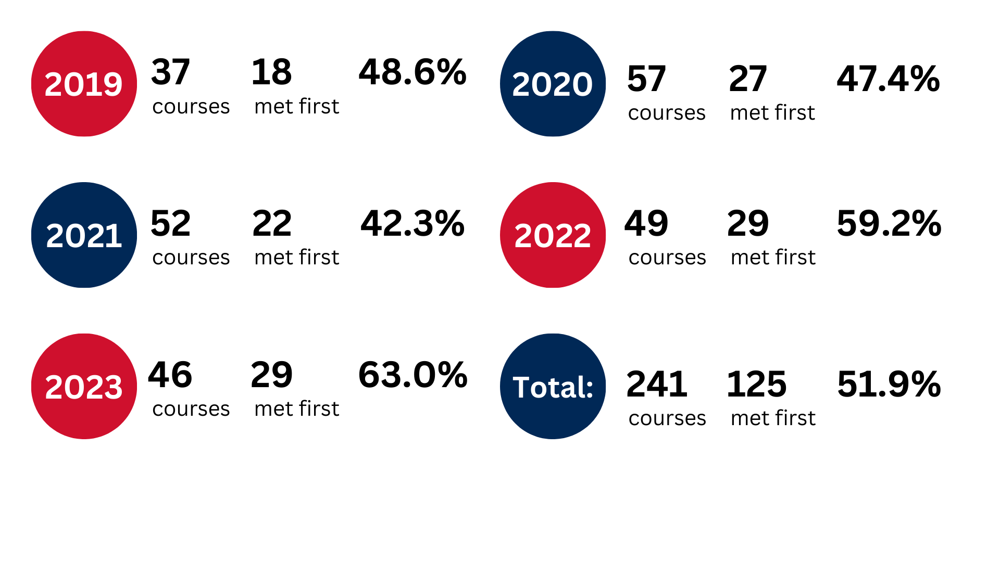 2019 37 18 48.6%
courses met first
2020 57 27 47.4%
courses met first
2021 52 22 42.3%
courses met first
2022 49 29 59.2%
courses met first
2023 46 29 63.0%
courses met first
Total: 241 125 51.9%
courses met first